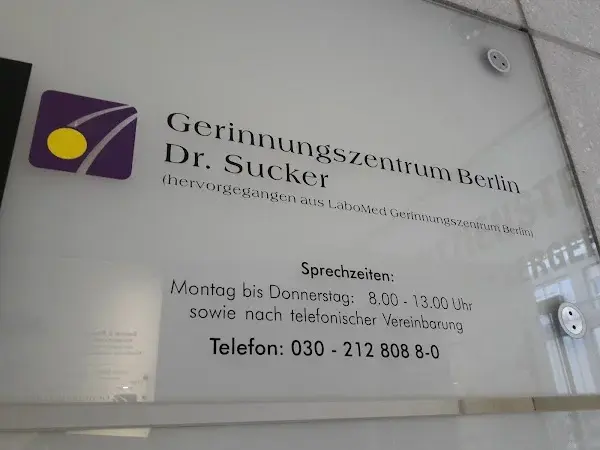 Gerinnungszentrum Berlin
Dr. Sucker
(hervorgegangen aus LaboMed Gerinnungszentrum Berlin)
Sprechzeiten:
Montag bis Donnerstag: 8.00 - 13.00 Uhr
sowie nach telefonischer Vereinbarung
Telefon: 030 - 212 808 8-0